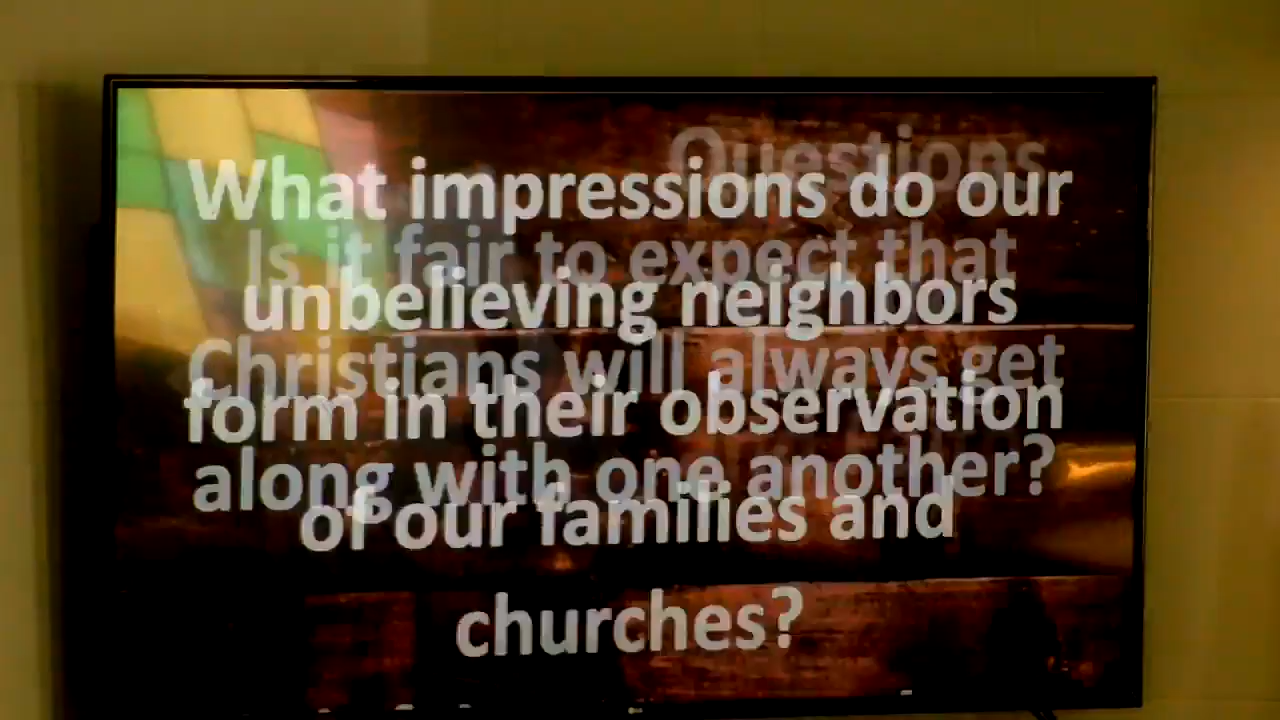 Questions
What impressions do our
unbelieving neighbors
form in their observation
of our families and
churches?
Is it fair to expect that
Christians will always get
along with one another?